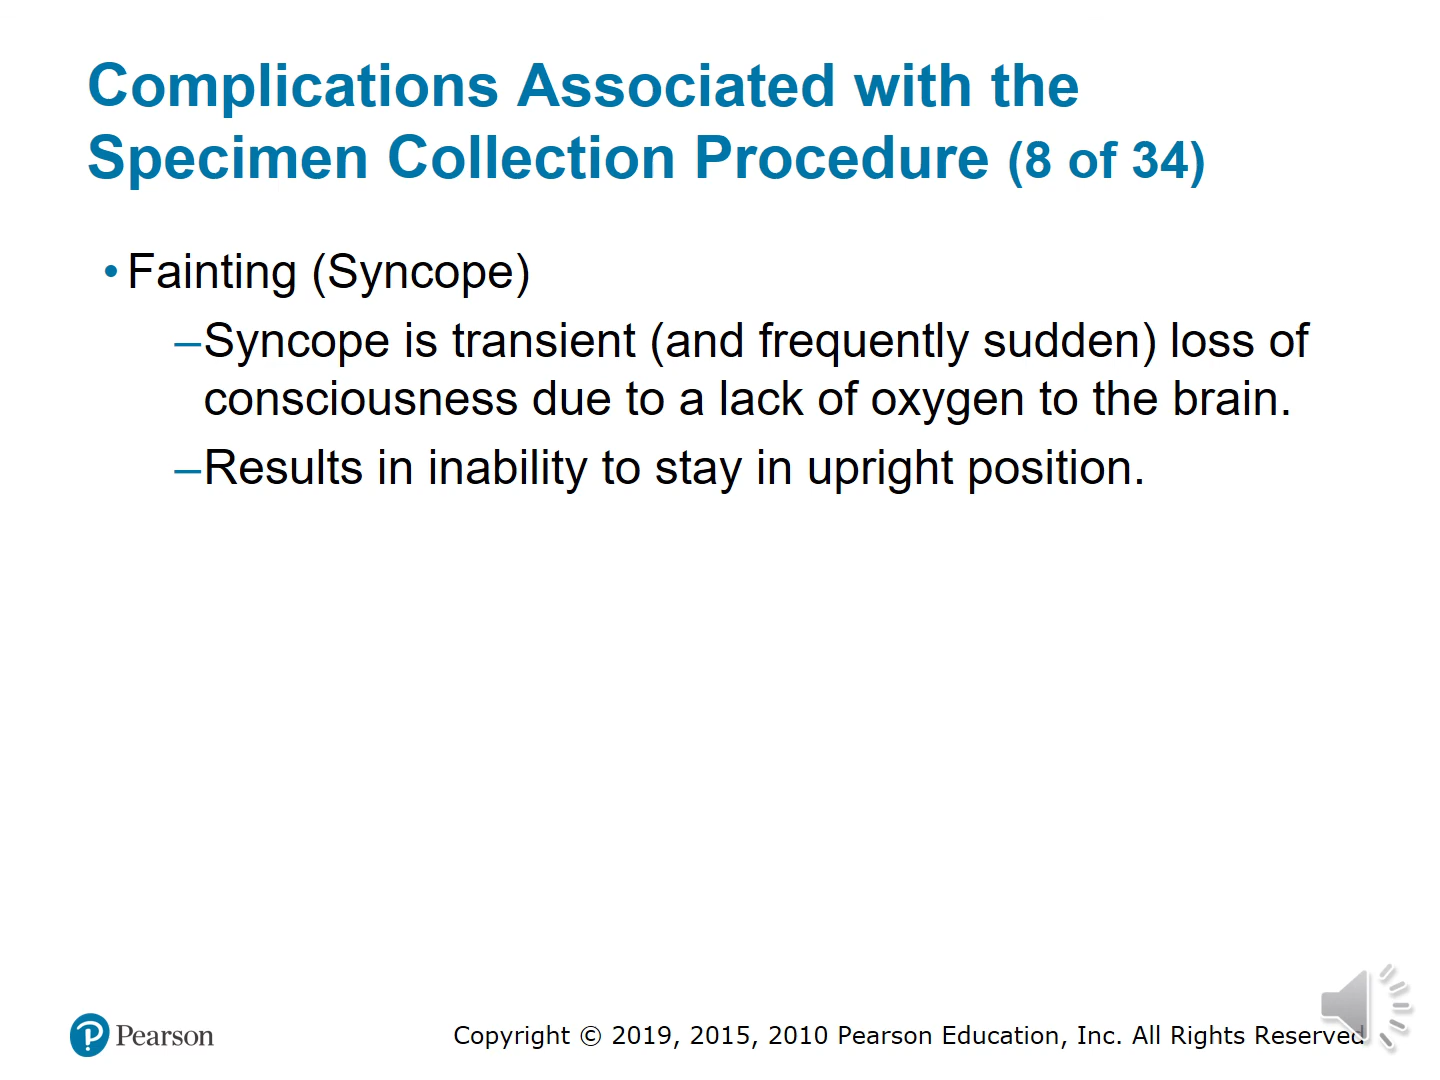 Complications Associated with the
Specimen Collection Procedure (8 of 34)
• Fainting (Syncope)
–Syncope is transient (and frequently sudden) loss of
consciousness due to a lack of oxygen to the brain.
–Results in inability to stay in upright position.
Pearson
Copyright © 2019, 2015, 2010 Pearson Education, Inc. All Rights Reserved